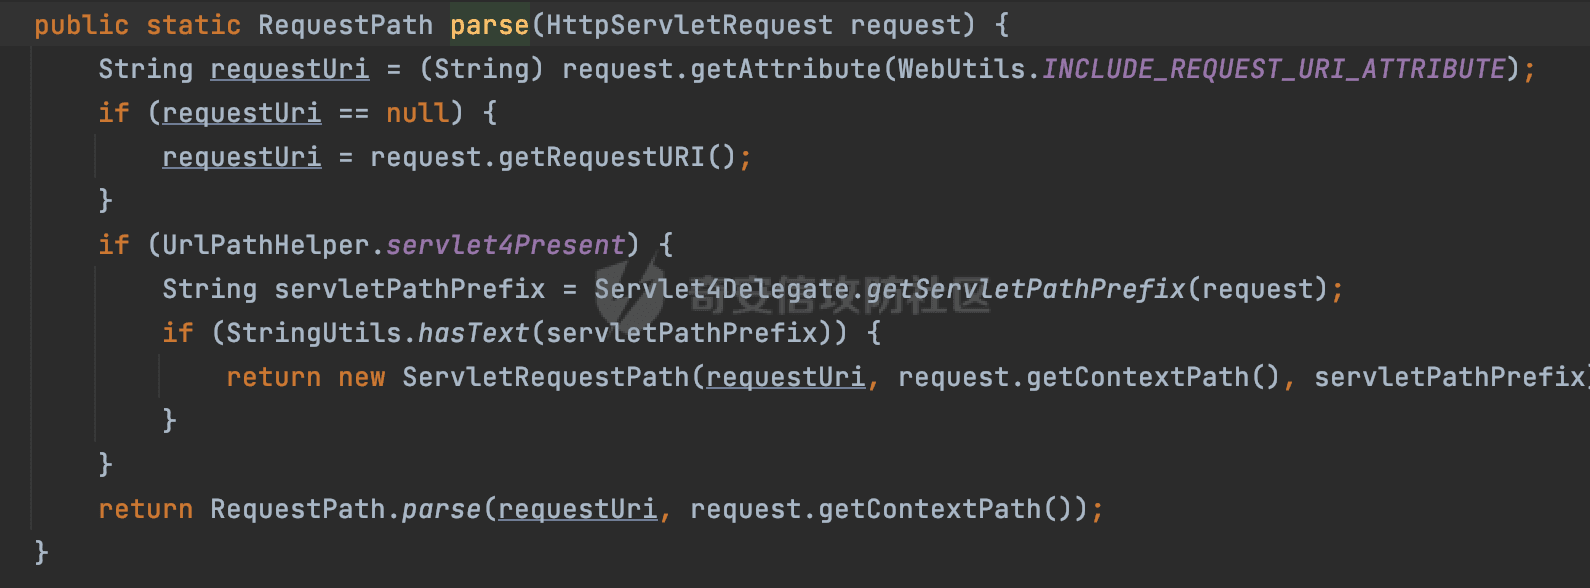 public static RequestPath parse(HttpServletRequest request) {
String requestUri = (String) request.getAttribute(WebUtils.INCLUDE_REQUEST_URI_ATTRIBUTE);
if (requestUri == null) {
requestUri = request.getRequestURI();
}
if (UrlPathHelper.servlet4Present) {
String servletPathPrefix = Servlet4Delegate.getServletPathPrefix(request);
奇安信攻防社区
if (StringUtils.hasText(servletPathPrefix)) {
return new ServletRequestPath(requestUri, request.getContextPath(), servletPathPrefix)
}
}
return RequestPath.parse(requestUri, request.getContextPath());
}